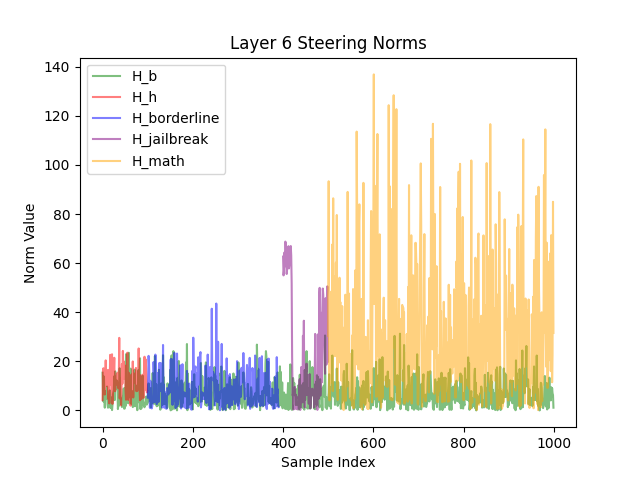 Layer 6 Steering Norms
Norm Value
140
120
100
80
60
40
20
0
H_b
H_h
H_borderline
H_jailbreak
H_math
0
200
400
600
800
1000
Sample Index